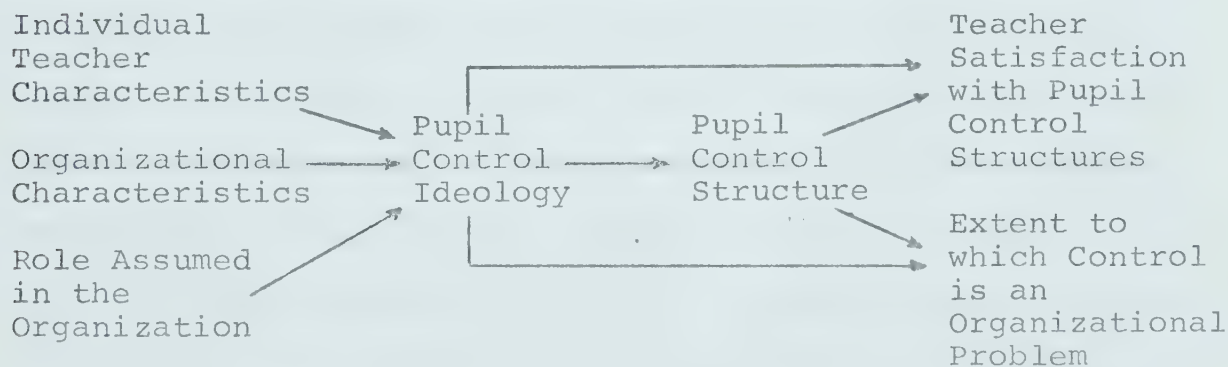 Individual
Teacher
Characteristics
Organizational
Characteristics
Role Assumed
in the
Organization
Pupil
Control
Ideology
Pupil
Control
Structure
Teacher
Satisfaction
with Pupil
Control
Structures
Extent to
which Control
is an
Organizational
Problem